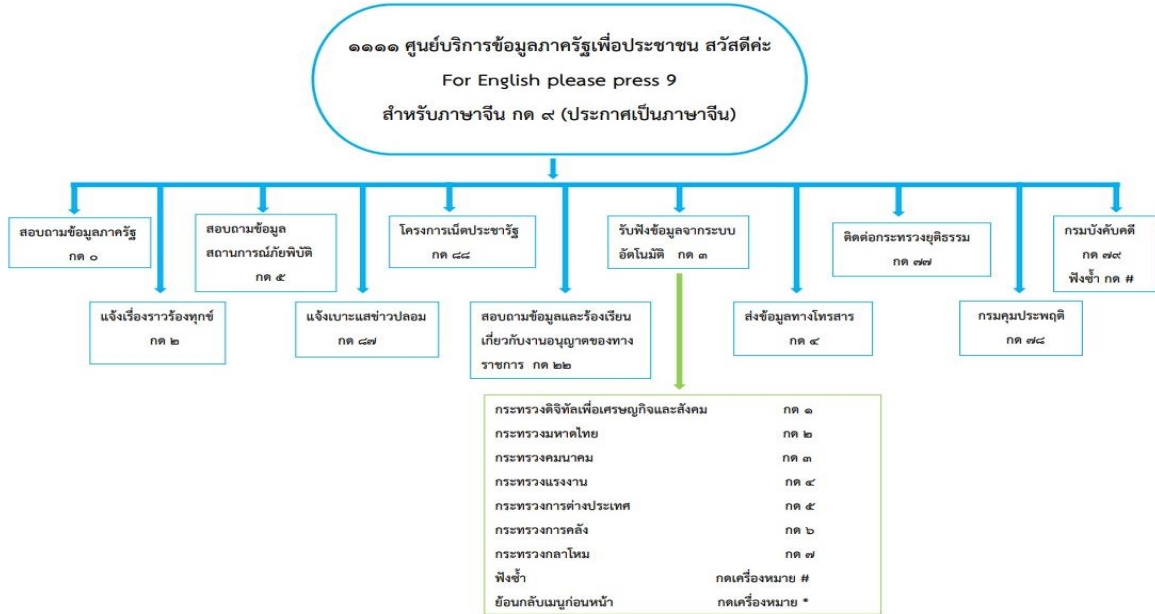 ๑๑๑๑ ศูนย์บริการข้อมูลภาครัฐเพื่อประชาชน สวัสดีค่ะ
For English please press 9
สำหรับภาษาจีน กด ๙ (ประกาศเป็นภาษาจีน)
สอบถามข้อมูลภาครัฐ
กด ๐
แจ้งเรื่องราวร้องทุกข์
กด ๒
สอบถามข้อมูล
สถานการณ์ภัยพิบัติ
กด ๕
แจ้งเบาะแสข่าวปลอม
กด ๘๗
โครงการเน็ตประชารัฐ
กด ๘๘
สอบถามข้อมูลและร้องเรียน
เกี่ยวกับงานอนุญาตของทาง
ราชการ กด ๒๒
รับฟังข้อมูลจากระบบ
อัตโนมัติ กด ๓
ส่งข้อมูลทางโทรสาร
กด ๔
ติดต่อกระทรวงยุติธรรม
กด ๗๗
กรมคุมประพฤติ
กด ๗๘
กรมบังคับคดี
กด ๗๙
ฟังซ้ำ กด #
กระทรวงดิจิทัลเพื่อเศรษฐกิจและสังคม กด ๑
กระทรวงมหาดไทย กด ๒
กระทรวงคมนาคม กด ๓
กระทรวงแรงงาน กด ๔
กระทรวงการต่างประเทศ กด ๕
กระทรวงการคลัง กด ๖
กระทรวงกลาโหม กด ๗
ฟังซ้ำ กดเครื่องหมาย #
ย้อนกลับเมนูก่อนหน้า กดเครื่องหมาย *